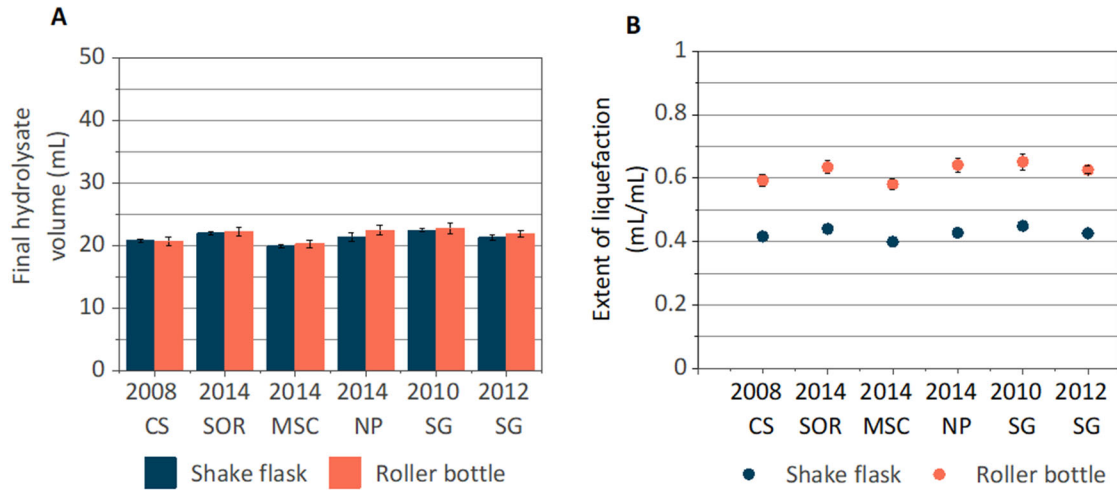 A
Final hydrolysate
volume (mL)
50
40
30
20
10
0
2008 2014 2014 2014 2010 2012
CS SOR MSC NP SG SG
Shake flask Roller bottle
B
Extent of liquefaction
(mL/mL)
1
0.8
0.6
0.4
0.2
0
2008 2014 2014 2014 2010 2012
CS SOR MSC NP SG SG
Shake flask Roller bottle